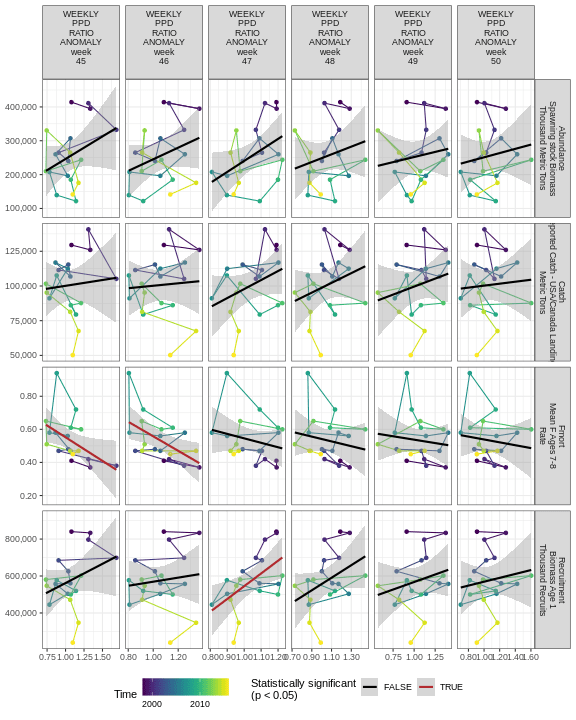 WEEKLY PPD RATIO ANOMALY week 45
WEEKLY PPD RATIO ANOMALY week 46
WEEKLY PPD RATIO ANOMALY week 47
WEEKLY PPD RATIO ANOMALY week 48
WEEKLY PPD RATIO ANOMALY week 49
WEEKLY PPD RATIO ANOMALY week 50
400,000
300,000
200,000
100,000
Abundance
Spawning stock Biomass
Thousand Metric Tons
125,000
100,000
75,000
50,000
Catch
ported Catch - USA/Canada Landin
Metric Tons
0.80
0.60
0.40
0.20
Fmort
Mean F Ages 7-8
Rate
800,000
600,000
400,000
Recruitment
Biomass Age 1
Thousand Recruits
0.75 1.00 1.25 1.50
0.80 1.00 1.20
0.80 0.90 1.00 1.10 1.20
0.70 0.90 1.10 1.30
0.75 1.00 1.25
0.80 1.00 1.20 1.40 1.60
Time
2000 2010
Statistically significant
(p < 0.05)
FALSE
TRUE